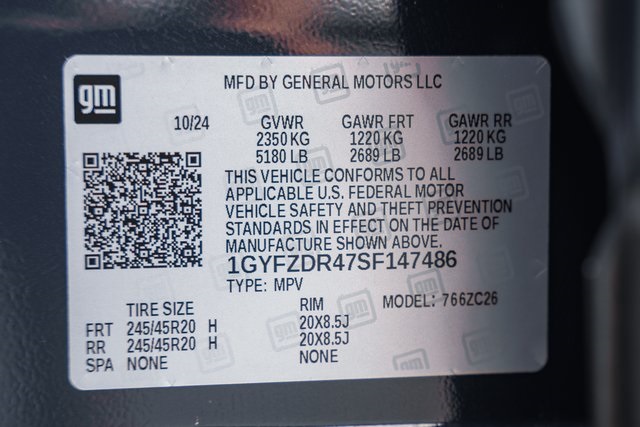 gm
MFD BY GENERAL MOTORS LLC
10/24 GVWR GAWR FRT GAWR RR
2350 KG 1220 KG 1220 KG
5180 LB 2689 LB 2689 LB
THIS VEHICLE CONFORMS TO ALL
APPLICABLE U.S. FEDERAL MOTOR
VEHICLE SAFETY AND THEFT PREVENTION
STANDARDS IN EFFECT ON THE DATE OF
MANUFACTURE SHOWN ABOVE.
1GYFZDR47SF147486
TYPE: MPV
TIRE SIZE RIM MODEL: 766ZC26
FRT 245/45R20 H 20X8.5J
RR 245/45R20 H 20X8.5J
SPA NONE NONE